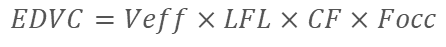 EDVC = Veff × LFL × CF × Focc